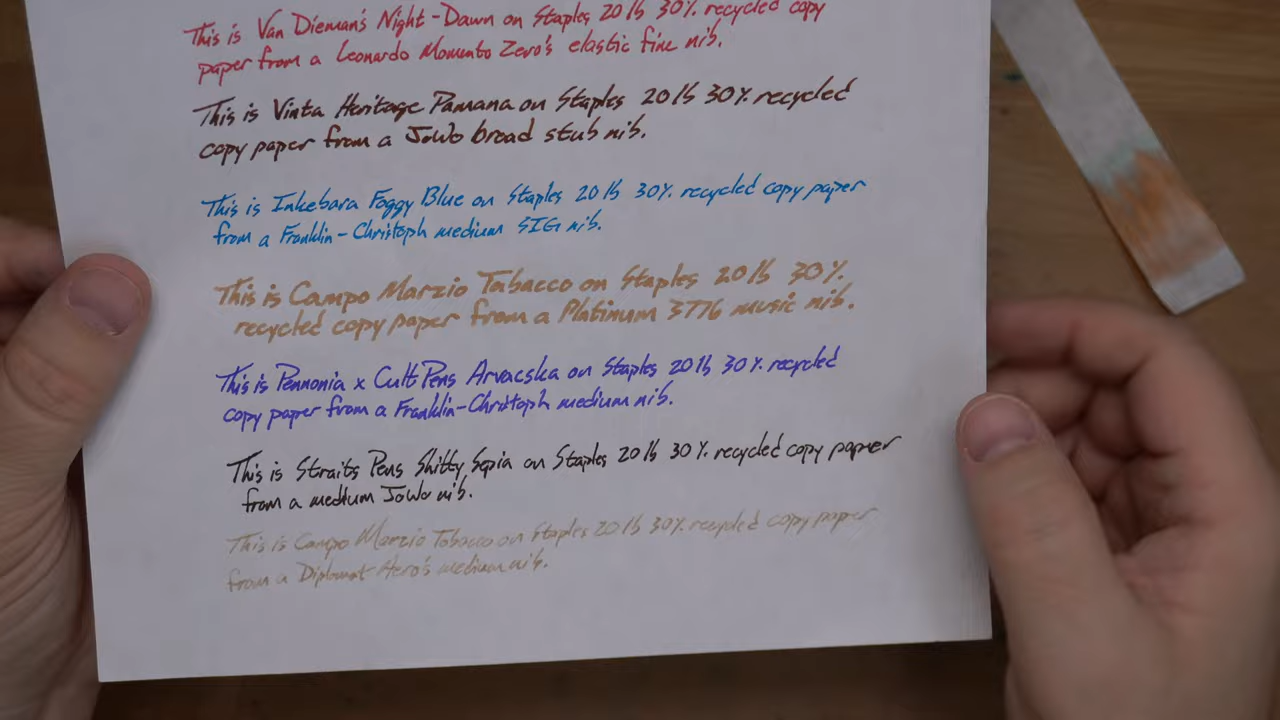 This is Van Dieman's Night-Dawn on Staples 20 lb 30% recycled copy
paper from a Leonardo Momento Zero's elastic fine nib.
This is Vinta Heritage Pamana on Staples 20 lb 30% recycled
copy paper from a JoWo broad stub nib.
This is Inkebara Foggy Blue on Staples 20 lb 30% recycled copy paper
from a Franklin-Christoph medium SIG nib.
This is Campo Marzio Tobacco on Staples 20 lb 30%
recycled copy paper from a Platinum 3776 music nib.
This is Pennonia x Cult Pens Arvacska on Staples 20 lb 30% recycled
copy paper from a Franklin-Christoph medium nib.
This is Straits Pens Shitty Sepia on Staples 20 lb 30% recycled copy paper
from a medium JoWo nib.
This is Campo Marzio Tobacco on Staples 20 lb 30% recycled copy paper
from a Diplomat Aero's medium nib.